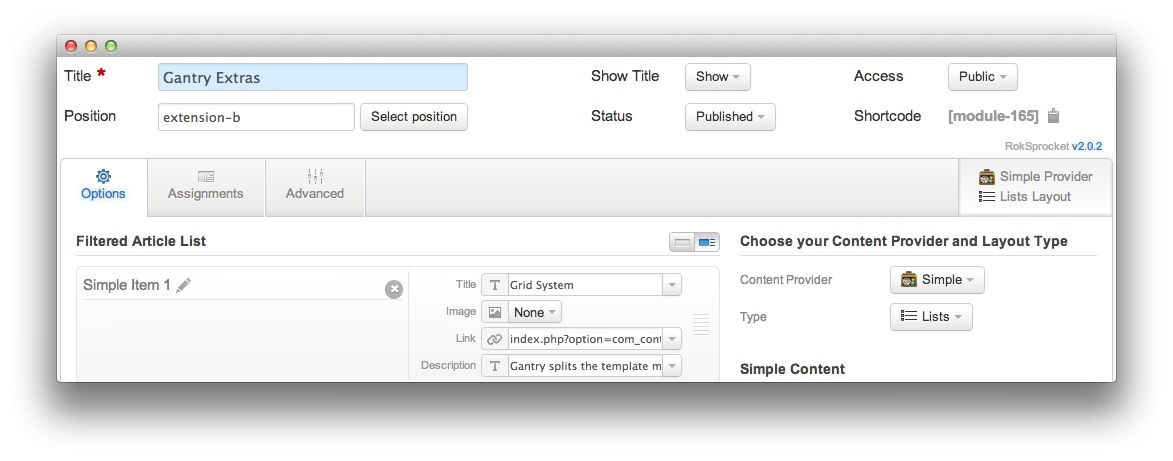 Title * Gantry Extras Show Title Show Access Public
Position extension-b Select position Status Published Shortcode [module-165]
RokSprocket v2.0.2
Options Assignments Advanced
Simple Provider
Lists Layout
Filtered Article List
Simple Item 1
Title T Grid System
Image None
Link index.php?option=com_cont
Description T Gantry splits the template m
Choose your Content Provider and Layout Type
Content Provider Simple
Type Lists
Simple Content